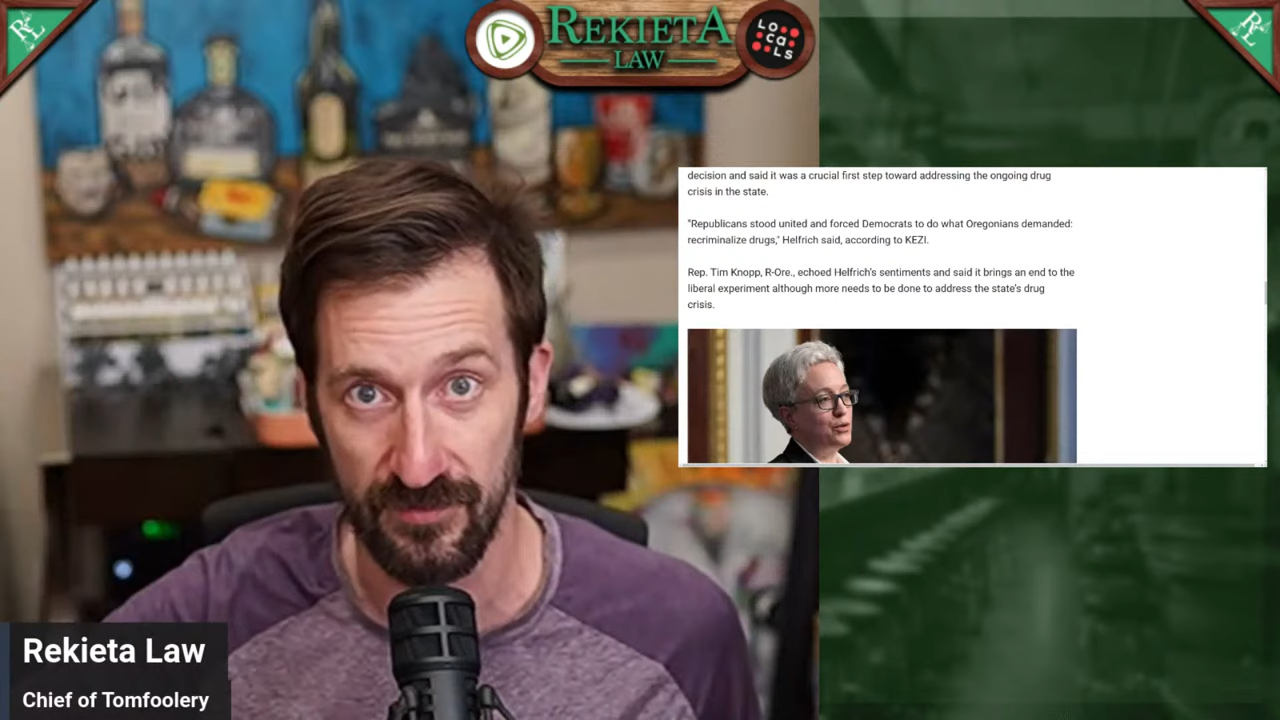 RL
REKIETA
LAW
LOCALS
RL
decision and said it was a crucial first step toward addressing the ongoing drug
crisis in the state.
"Republicans stood united and forced Democrats to do what Oregonians demanded:
recriminalize drugs," Helfrich said, according to KEZI.
Rep. Tim Knopp, R-Ore., echoed Helfrich's sentiments and said it brings an end to the
liberal experiment although more needs to be done to address the state's drug
crisis.
Rekieta Law
Chief of Tomfoolery